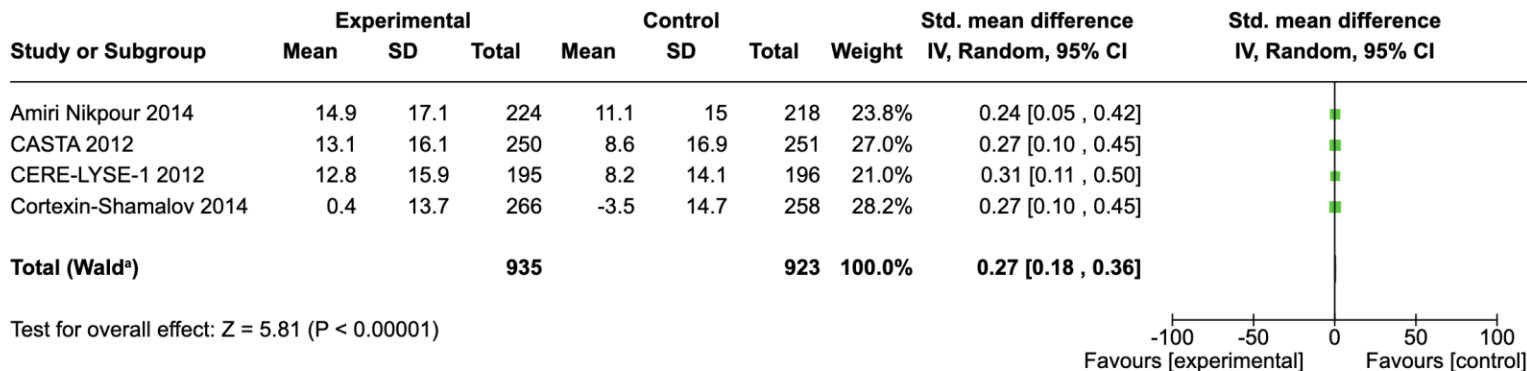 Experimental Control Std. mean difference Std. mean difference
Study or Subgroup Mean SD Total Mean SD Total Weight IV, Random, 95% CI IV, Random, 95% CI
Amiri Nikpour 2014 14.9 17.1 224 11.1 15 218 23.8% 0.24 [0.05 , 0.42]
CASTA 2012 13.1 16.1 250 8.6 16.9 251 27.0% 0.27 [0.10 , 0.45]
CERE-LYSE-1 2012 12.8 15.9 195 8.2 14.1 196 21.0% 0.31 [0.11 , 0.50]
Cortexin-Shamalov 2014 0.4 13.7 266 -3.5 14.7 258 28.2% 0.27 [0.10 , 0.45]
Total (Waldᵃ) 935 923 100.0% 0.27 [0.18 , 0.36]
Test for overall effect: Z = 5.81 (P < 0.00001)
-100 -50 0 50 100
Favours [experimental] Favours [control]